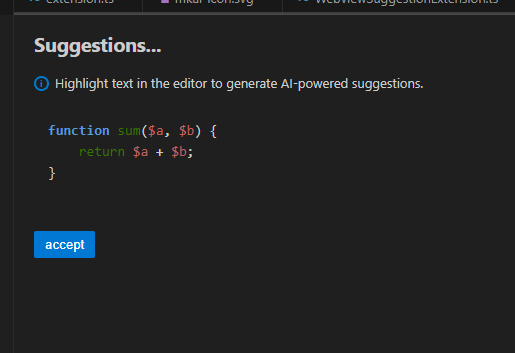 extension.ts mkaf-icon.svg WebviewSuggestionExtension.ts
Suggestions...
Highlight text in the editor to generate AI-powered suggestions.
function sum($a, $b) {
    return $a + $b;
}
accept